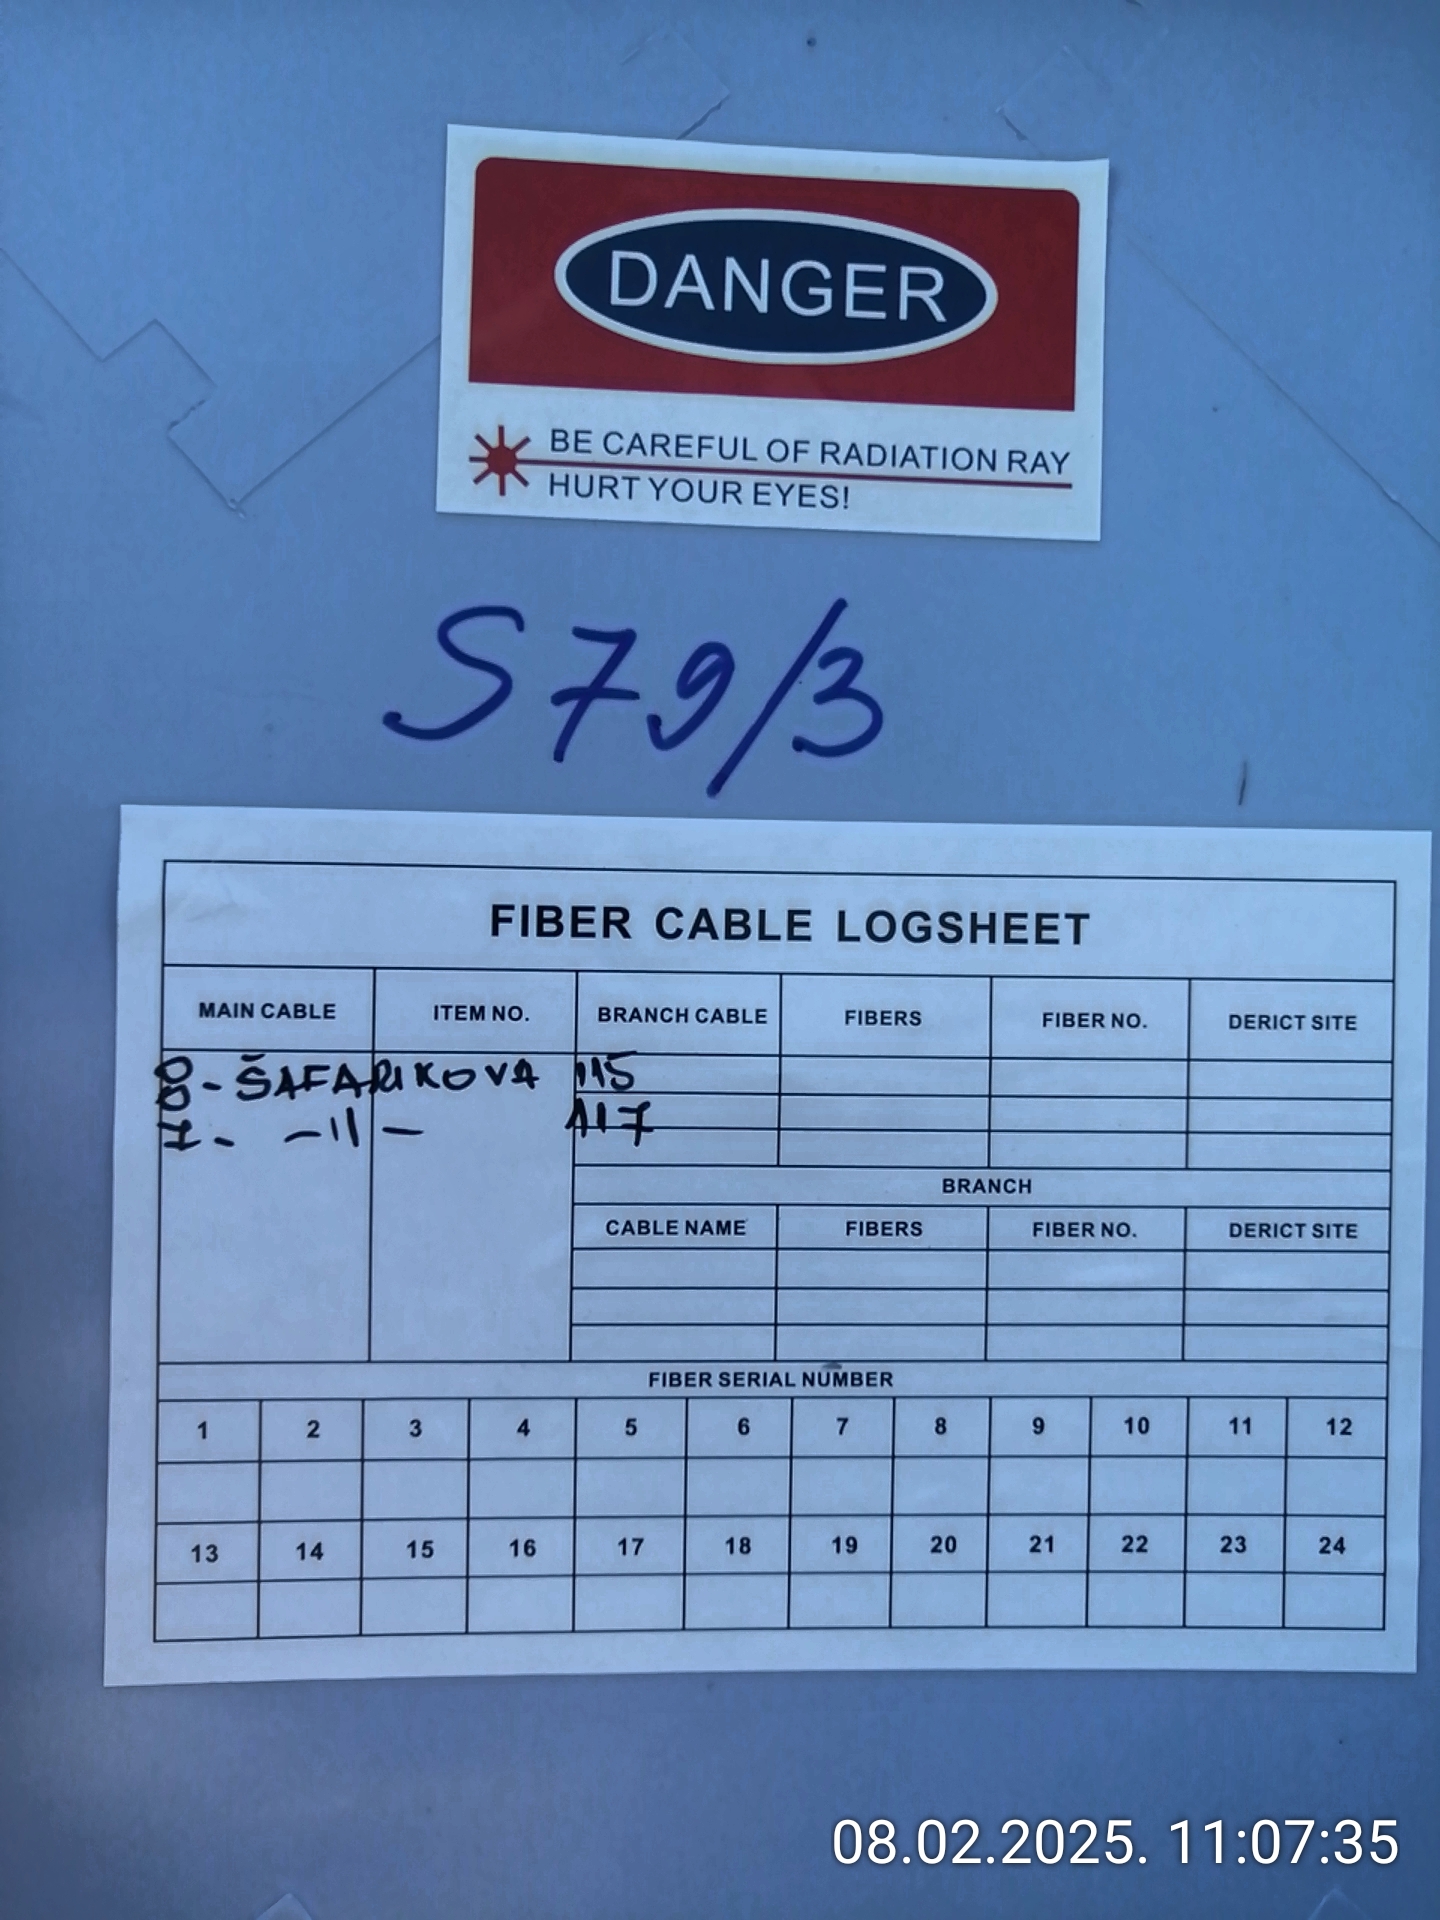 DANGER
BE CAREFUL OF RADIATION RAY
HURT YOUR EYES!
S79/3
FIBER CABLE LOGSHEET
MAIN CABLE ITEM NO. BRANCH CABLE FIBERS FIBER NO. DERICT SITE
8 - ŠAFARIKOVA 115
7 - -11- 117
BRANCH
CABLE NAME FIBERS FIBER NO. DERICT SITE
FIBER SERIAL NUMBER
1 2 3 4 5 6 7 8 9 10 11 12
13 14 15 16 17 18 19 20 21 22 23 24
08.02.2025. 11:07:35